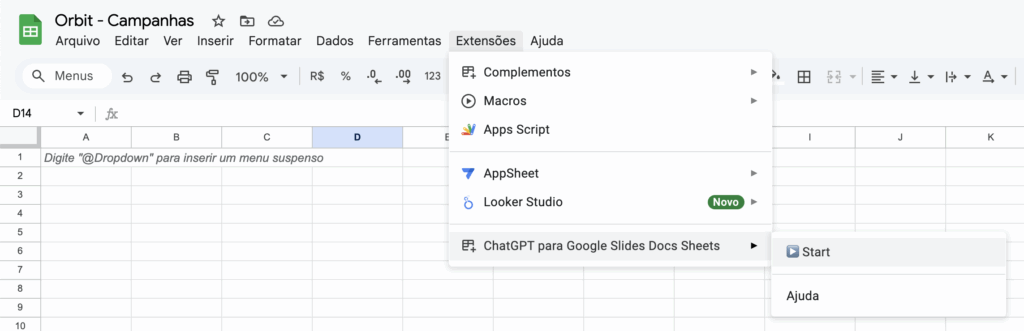 Orbit - Campanhas
Arquivo Editar Ver Inserir Formatar Dados Ferramentas Extensões Ajuda
Menus 100% R$ % .0 .00 123
D14 fx
A B C D E I J K
1 Digite "@Dropdown" para inserir um menu suspenso
2
3
4
5
6
7
8
9
10
Complementos
Macros
Apps Script
AppSheet
Looker Studio Novo
ChatGPT para Google Slides Docs Sheets
Start
Ajuda